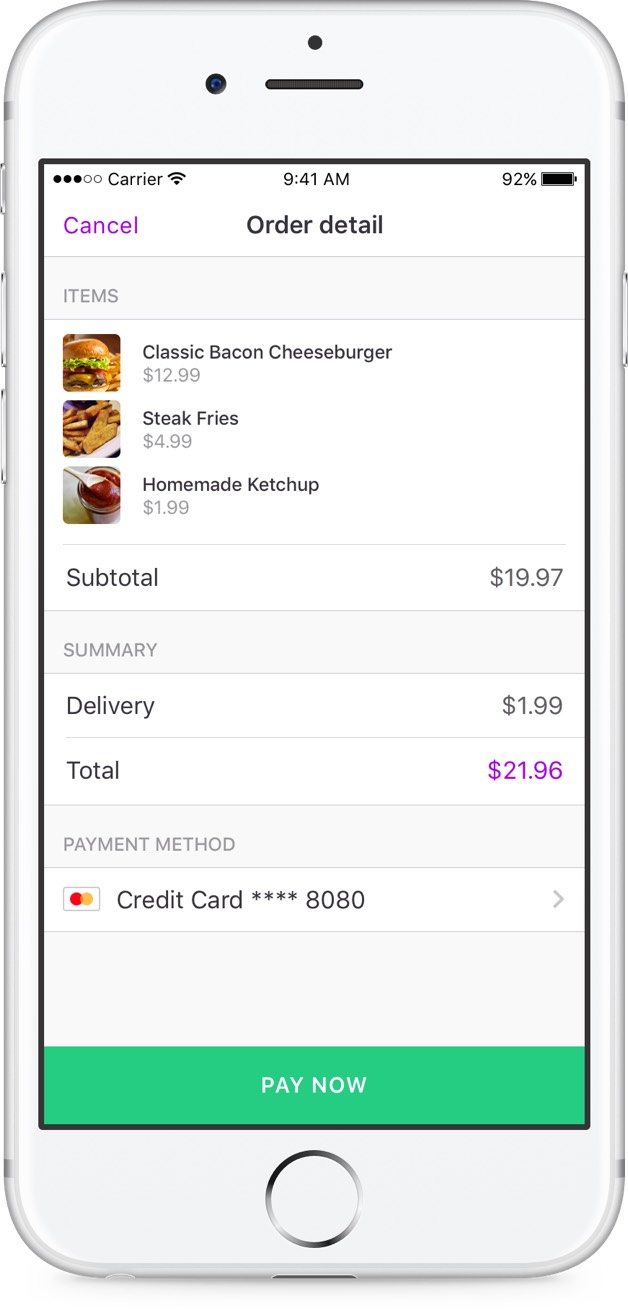 Carrier 9:41 AM 92%
Cancel Order detail
ITEMS
Classic Bacon Cheeseburger
$12.99
Steak Fries
$4.99
Homemade Ketchup
$1.99
Subtotal $19.97
SUMMARY
Delivery $1.99
Total $21.96
PAYMENT METHOD
Credit Card **** 8080
PAY NOW